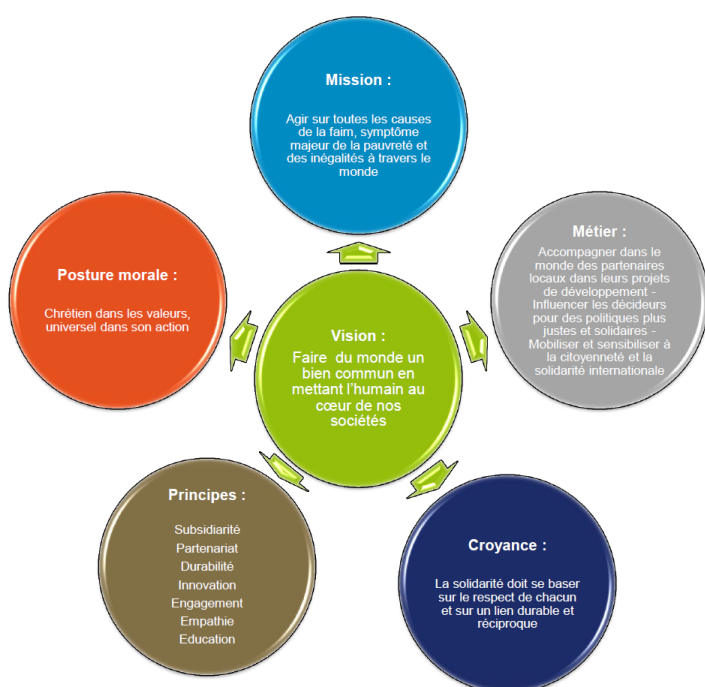 Mission :
Agir sur toutes les causes
de la faim, symptôme
majeur de la pauvreté et
des inégalités à travers le
monde
Métier :
Accompagner dans le
monde des partenaires
locaux dans leurs projets
de développement -
Influencer les décideurs
pour des politiques plus
justes et solidaires -
Mobiliser et sensibiliser à
la citoyenneté et la
solidarité internationale
Posture morale :
Chrétien dans les valeurs,
universel dans son action
Vision :
Faire du monde un
bien commun en
mettant l'humain au
cœur de nos
sociétés
Principes :
Subsidiarité
Partenariat
Durabilité
Innovation
Engagement
Empathie
Education
Croyance :
La solidarité doit se baser
sur le respect de chacun
et sur un lien durable et
réciproque